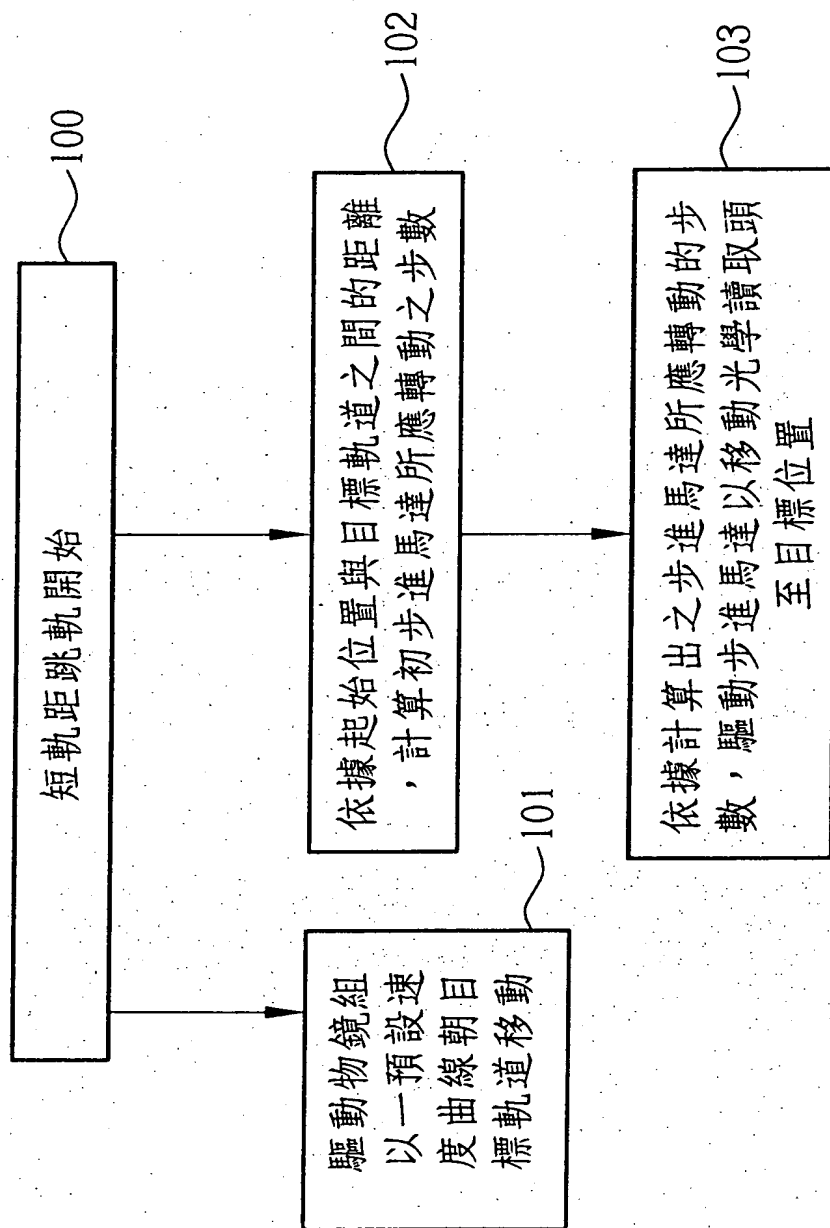 短軌距跳軌開始
100
驅動物鏡組
以一預設速
度曲線朝目
標軌道移動
101
依據起始位置與目標軌道之間的距離
，計算初步進馬達所應轉動之步數
102
依據計算出之步進馬達所應轉動的步
數，驅動步進馬達以移動光學讀取頭
至目標位置
103